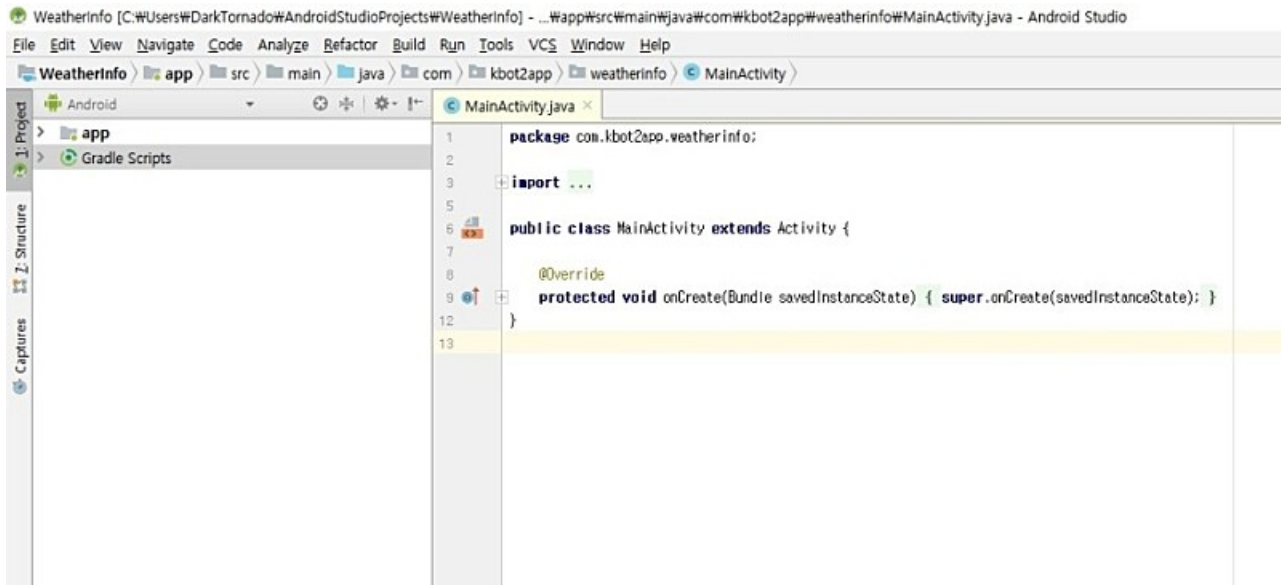 WeatherInfo [C:₩Users₩DarkTornado₩AndroidStudioProjects₩WeatherInfo] - ...₩app₩src₩main₩java₩com₩kbot2app₩weatherinfo₩MainActivity.java - Android Studio
File Edit View Navigate Code Analyze Refactor Build Run Tools VCS Window Help
WeatherInfo app src main java com kbot2app weatherinfo MainActivity
Android
MainActivity.java
1: Project
7: Structure
Captures
app
Gradle Scripts
1 package com.kbot2app.weatherinfo;
2
3 import ...
5
6 public class MainActivity extends Activity {
7
8 @Override
9 protected void onCreate(Bundle savedInstanceState) { super.onCreate(savedInstanceState); }
12 }
13